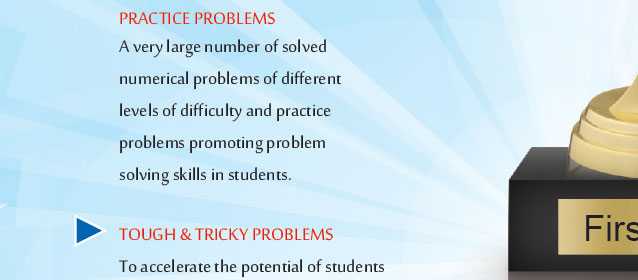 PRACTICE PROBLEMS
A very large number of solved
numerical problems of different
levels of difficulty and practice
problems promoting problem
solving skills in students.
TOUGH & TRICKY PROBLEMS
To accelerate the potential of students
Firs